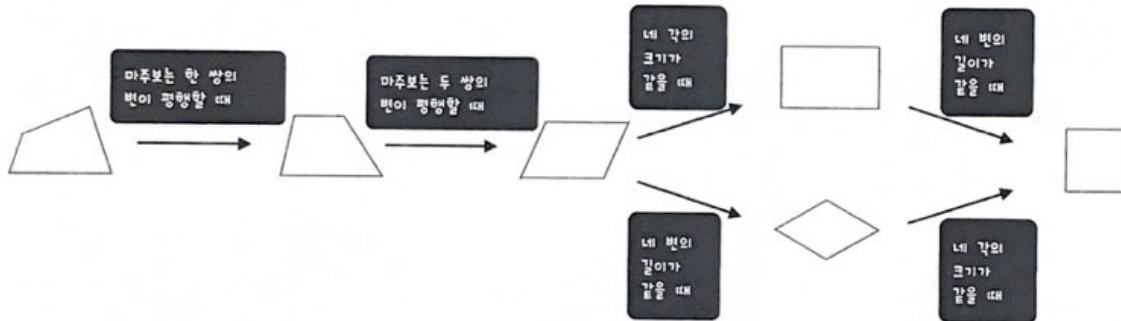 마주보는 한 쌍의
변이 평행할 때
마주보는 두 쌍의
변이 평행할 때
네 각의
크기가
같을 때
네 변의
길이가
같을 때
네 변의
길이가
같을 때
네 각의
크기가
같을 때